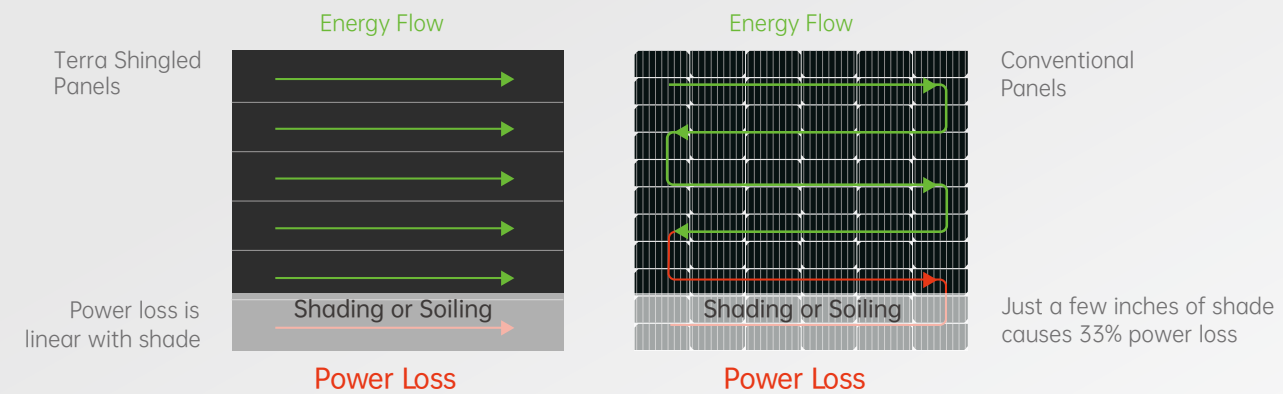 Energy Flow
Terra Shingled
Panels
Shading or Soiling
Power loss is
linear with shade
Power Loss
Energy Flow
Conventional
Panels
Shading or Soiling
Just a few inches of shade
causes 33% power loss
Power Loss